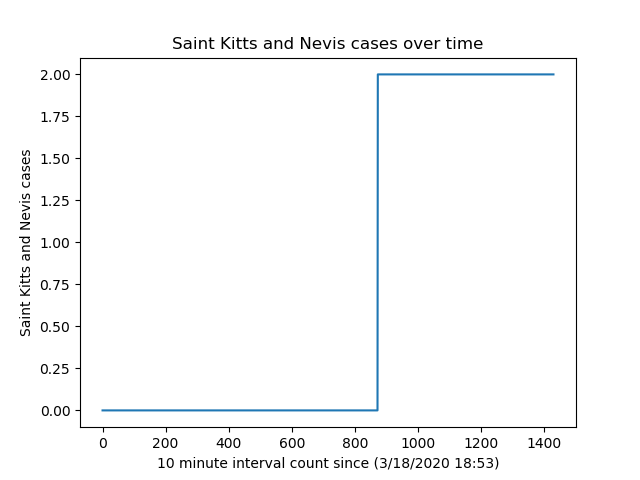 Saint Kitts and Nevis cases over time
Saint Kitts and Nevis cases
2.00
1.75
1.50
1.25
1.00
0.75
0.50
0.25
0.00
0 200 400 600 800 1000 1200 1400
10 minute interval count since (3/18/2020 18:53)